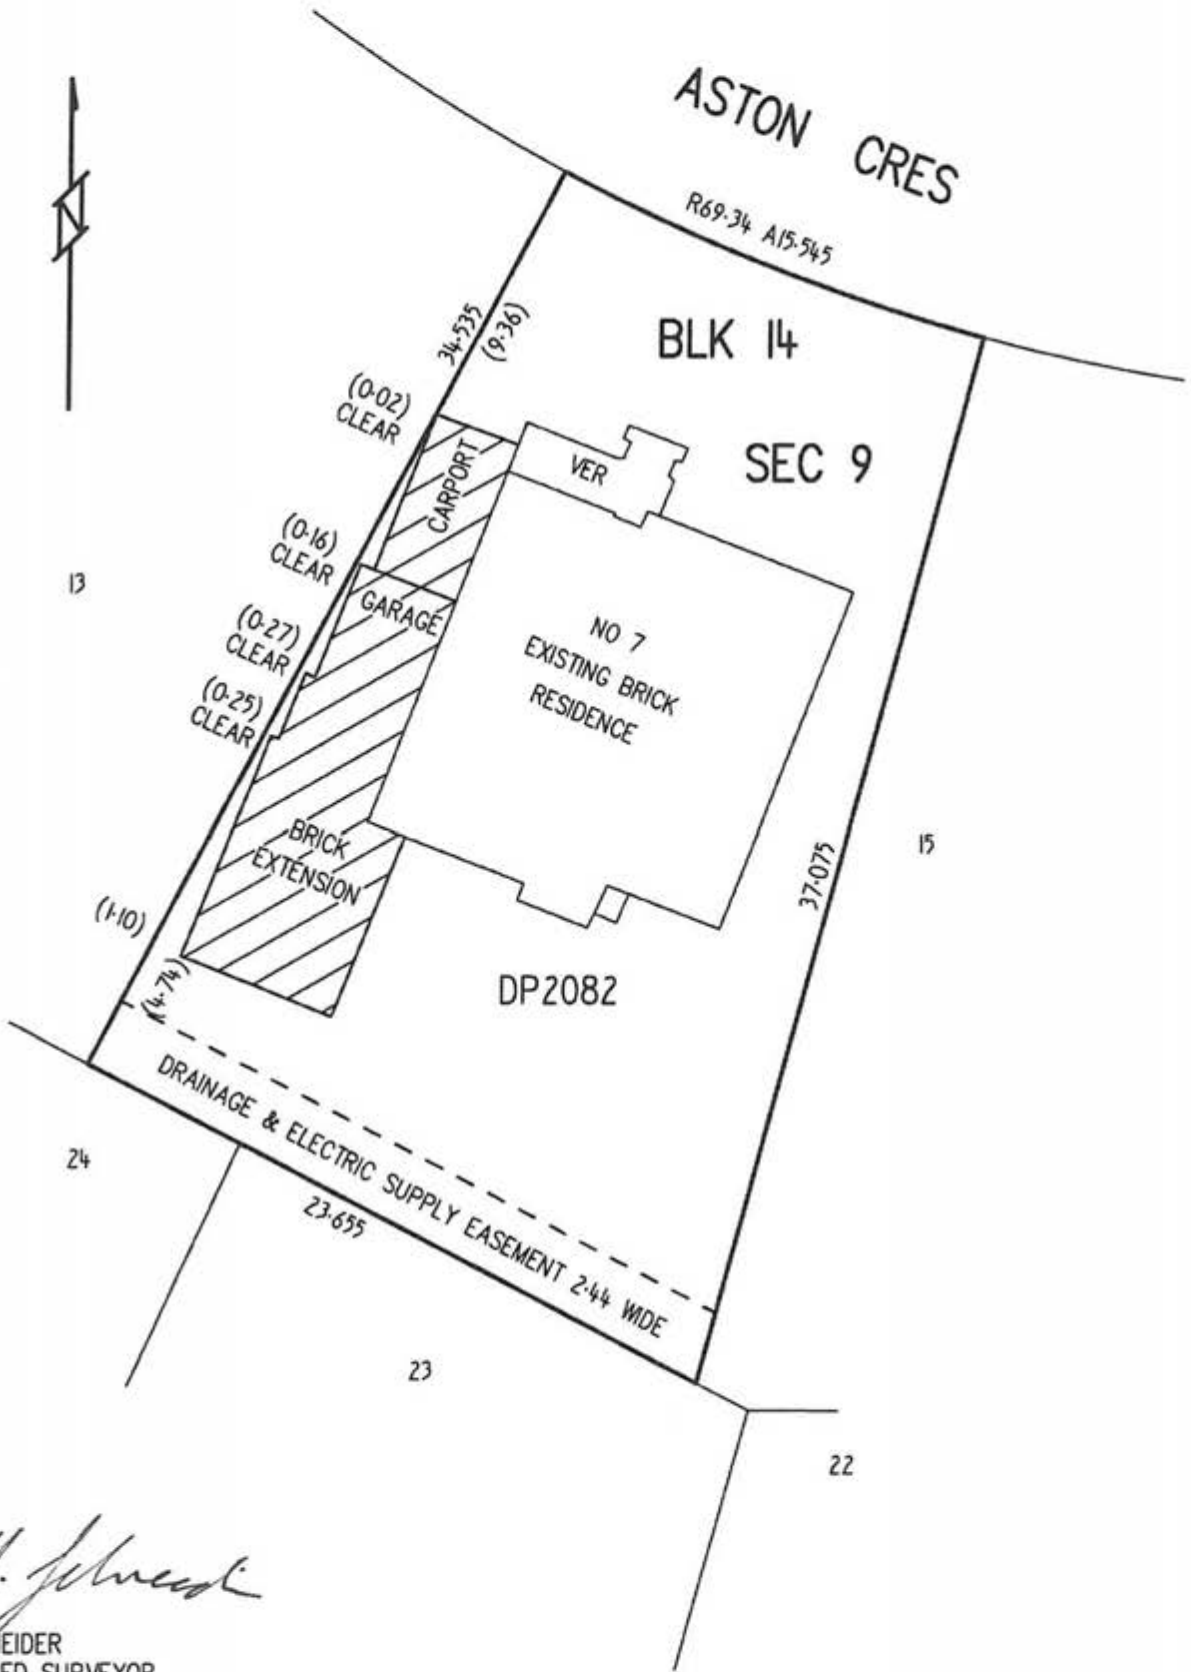 ASTON CRES
R69·34 A15·545
34·535
(9·36)
BLK 14
(0·02)
CLEAR
CARPORT
VER
SEC 9
(0·16)
CLEAR
13
GARAGE
(0·27)
CLEAR
NO 7
EXISTING BRICK
RESIDENCE
(0·25)
CLEAR
BRICK
EXTENSION
37·075
15
(1·10)
(4·74)
DP2082
DRAINAGE & ELECTRIC SUPPLY EASEMENT 2·44 WIDE
24
23·655
23
22
EIDER
ED SURVEYOR